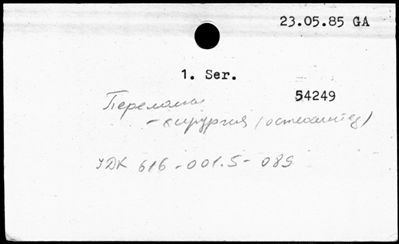 23.05.85 GA
1. Ser.
54249
Переломы
- хирургия (остеосинтез)
УДК 616-001.5-089